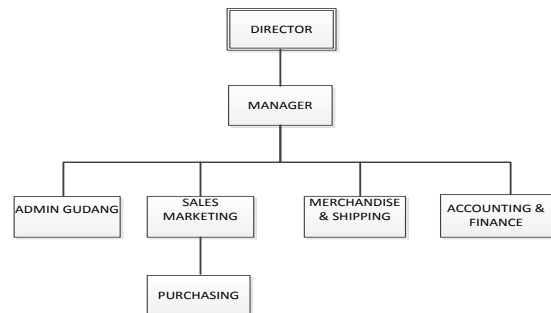 DIRECTOR
MANAGER
ADMIN GUDANG
SALES
MARKETING
MERCHANDISE
& SHIPPING
ACCOUNTING &
FINANCE
PURCHASING